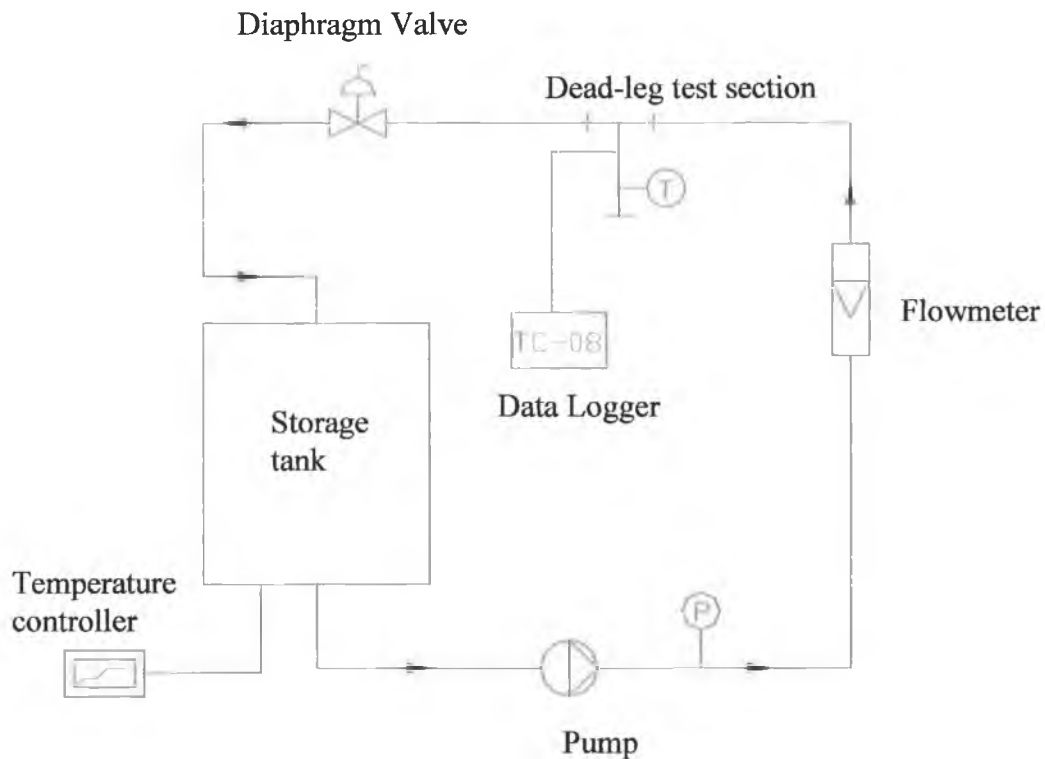 Diaphragm Valve
Dead-leg test section
T
Flowmeter
TC-08
Data Logger
Storage
tank
Temperature
controller
P
Pump